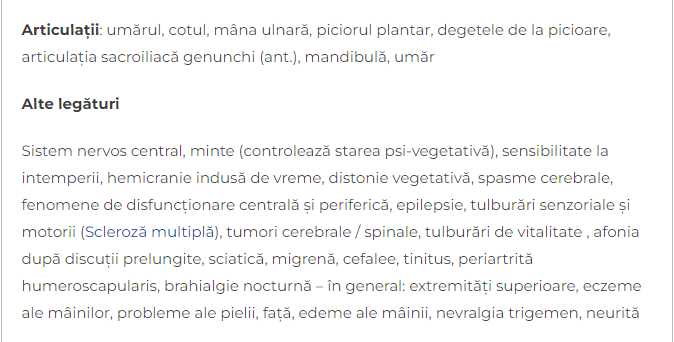 Articulații: umărul, cotul, mâna ulnară, piciorul plantar, degetele de la picioare,
articulația sacroiliacă genunchi (ant.), mandibulă, umăr
Alte legături
Sistem nervos central, minte (controlează starea psi-vegetativă), sensibilitate la
intemperii, hemicranie indusă de vreme, distonie vegetativă, spasme cerebrale,
fenomene de disfuncționare centrală și periferică, epilepsie, tulburări senzoriale și
motorii (Scleroză multiplă), tumori cerebrale / spinale, tulburări de vitalitate , afonia
după discuții prelungite, sciatică, migrenă, cefalee, tinitus, periartrită
humeroscapularis, brahialgie nocturnă – în general: extremități superioare, eczeme
ale mâinilor, probleme ale pielii, față, edeme ale mâinii, nevralgia trigemen, neurită